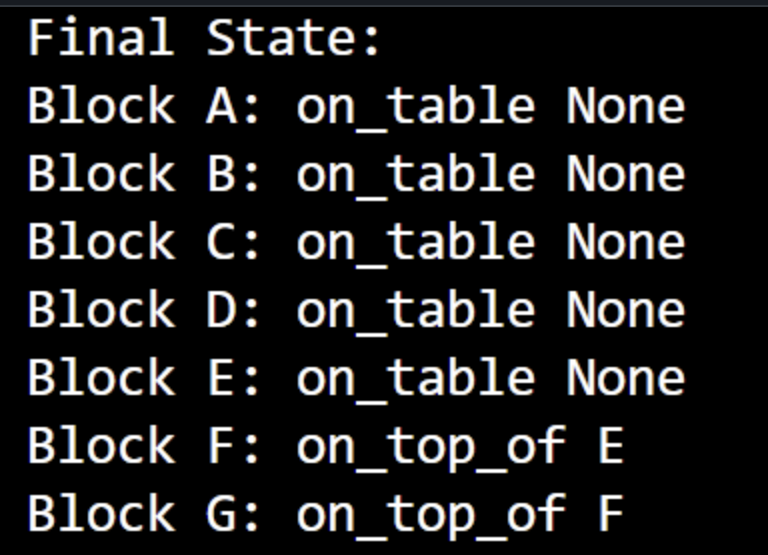 Final State:
Block A: on_table None
Block B: on_table None
Block C: on_table None
Block D: on_table None
Block E: on_table None
Block F: on_top_of E
Block G: on_top_of F